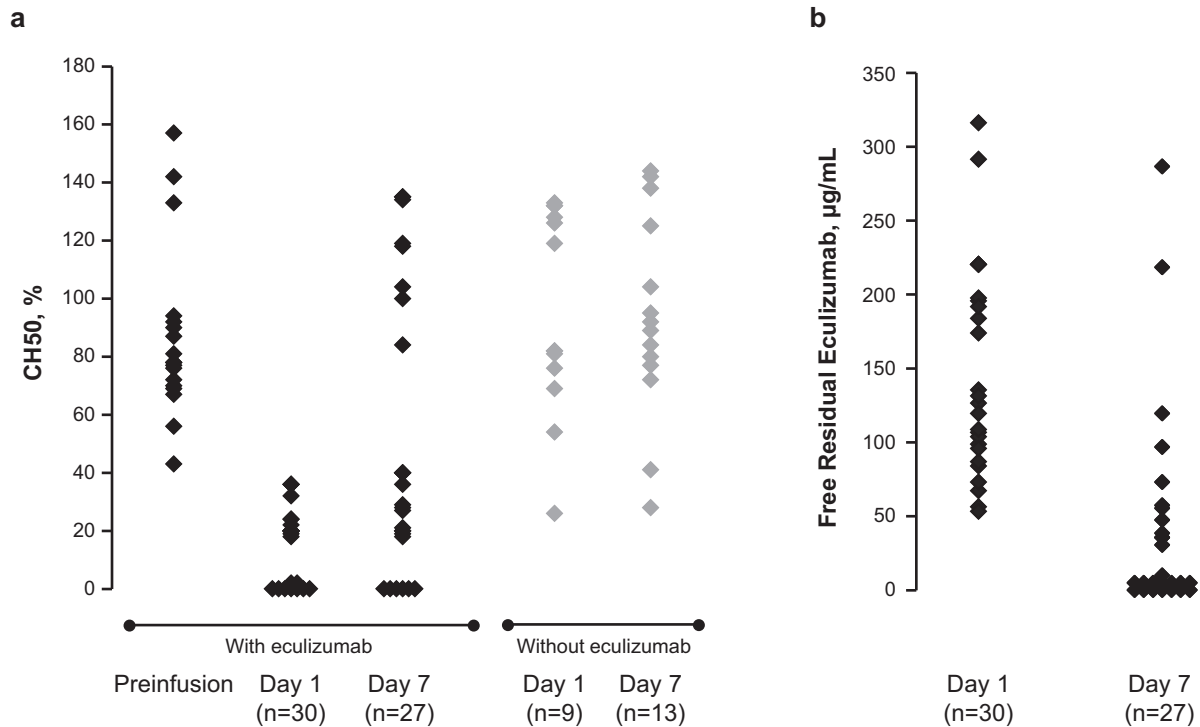 a
CH50, %
180
160
140
120
100
80
60
40
20
0
With eculizumab
Without eculizumab
Preinfusion
Day 1
(n=30)
Day 7
(n=27)
Day 1
(n=9)
Day 7
(n=13)
b
Free Residual Eculizumab, µg/mL
350
300
250
200
150
100
50
0
Day 1
(n=30)
Day 7
(n=27)